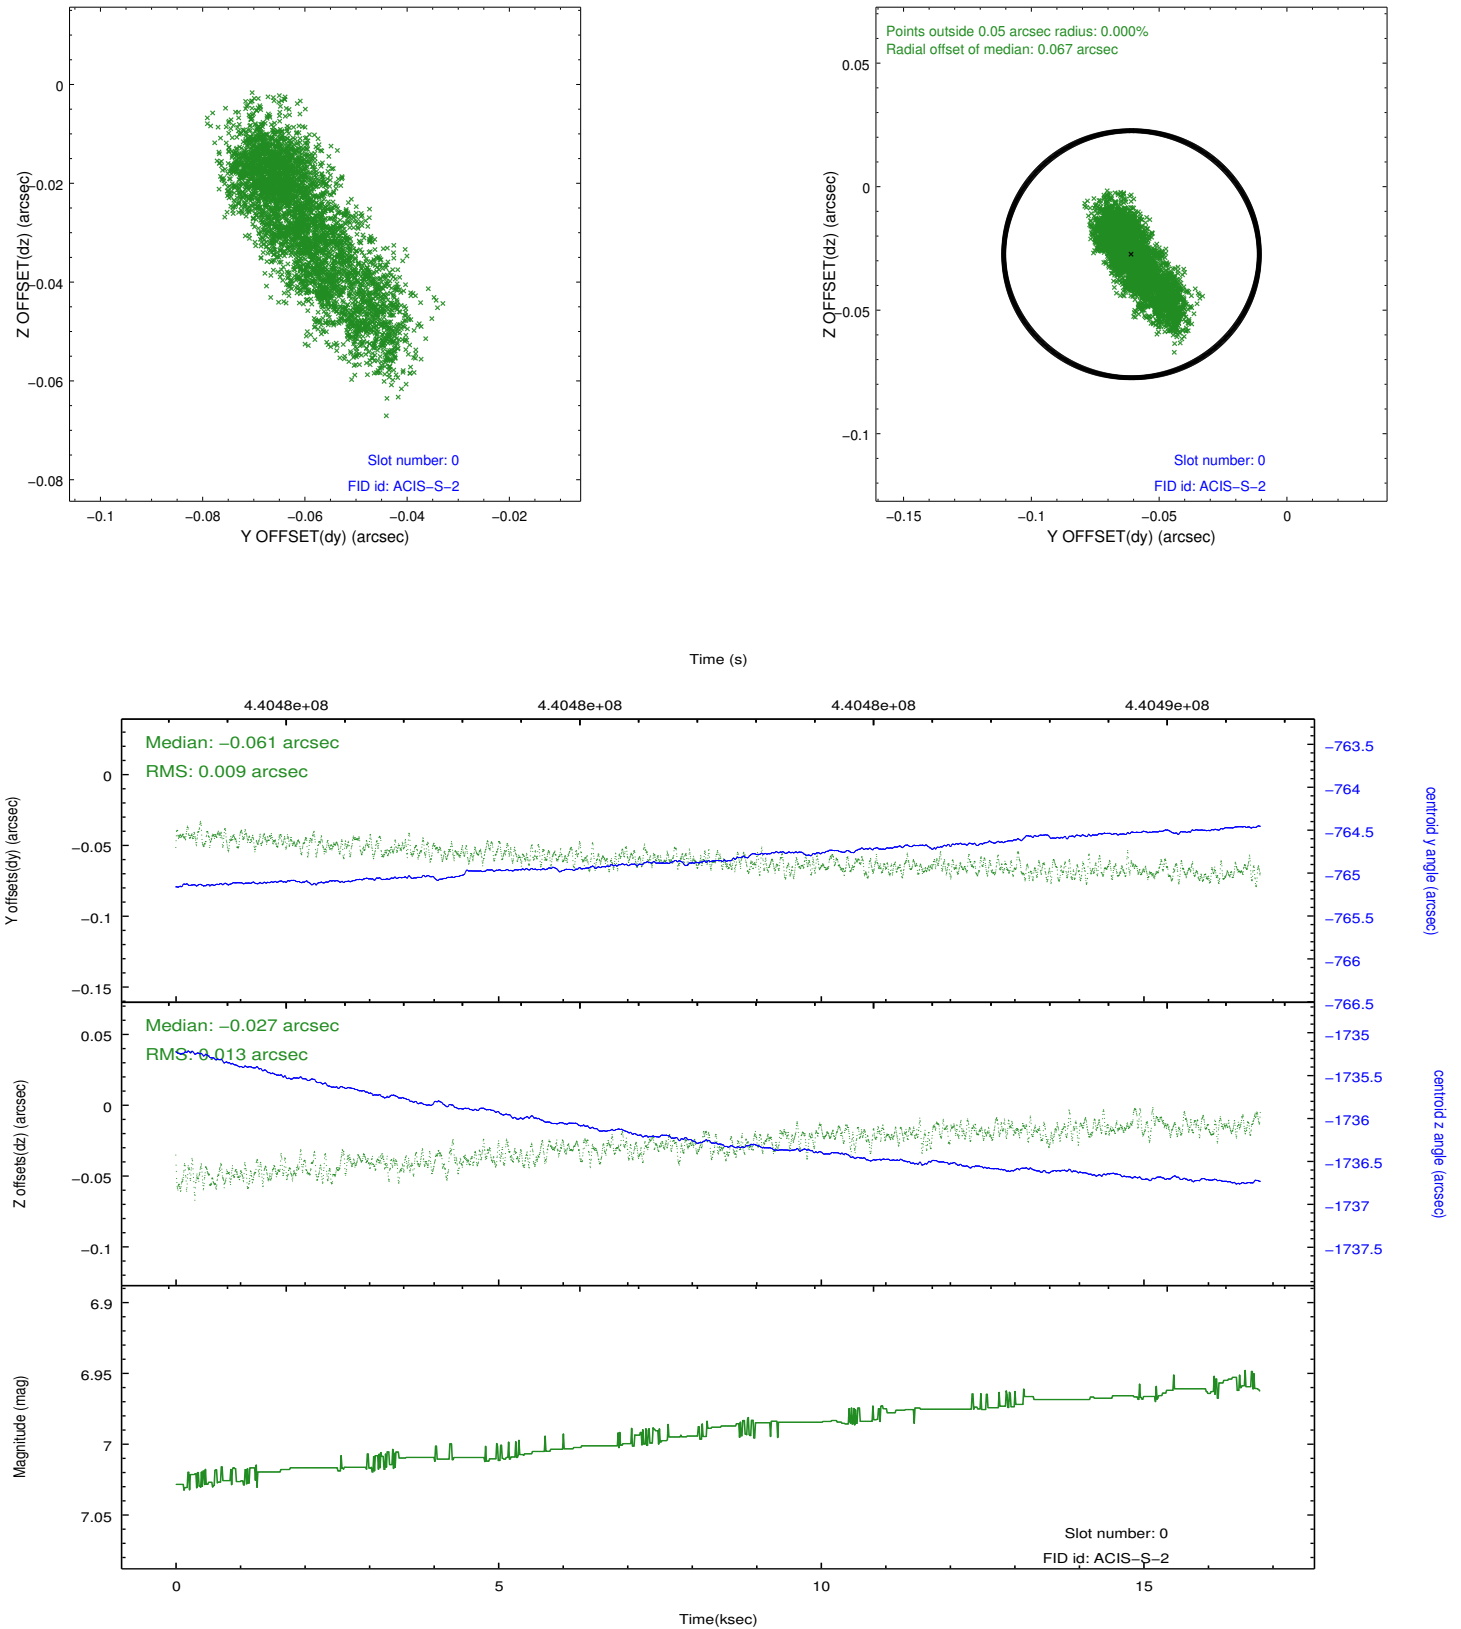 0
−0.02
−0.04
−0.06
−0.08
Z OFFSET(dz) (arcsec)
Slot number: 0
FID id: ACIS−S−2
−0.1
−0.08
−0.06
−0.04
−0.02
Y OFFSET(dy) (arcsec)
Points outside 0.05 arcsec radius: 0.000%
Radial offset of median: 0.067 arcsec
0.05
0
−0.05
−0.1
Z OFFSET(dz) (arcsec)
Slot number: 0
FID id: ACIS−S−2
−0.15
−0.1
−0.05
0
Y OFFSET(dy) (arcsec)
Time (s)
4.4048e+08
4.4048e+08
4.4048e+08
4.4049e+08
Median: −0.061 arcsec
RMS: 0.009 arcsec
0
−0.05
−0.1
−0.15
Y offsets(dy) (arcsec)
−763.5
−764
−764.5
−765
−765.5
−766
−766.5
centroid y angle (arcsec)
Median: −0.027 arcsec
RMS: 0.013 arcsec
0.05
0
−0.05
−0.1
Z offsets(dz) (arcsec)
−1735
−1735.5
−1736
−1736.5
−1737
−1737.5
centroid z angle (arcsec)
6.9
6.95
7
7.05
Magnitude (mag)
Slot number: 0
FID id: ACIS−S−2
0
5
10
15
Time(ksec)